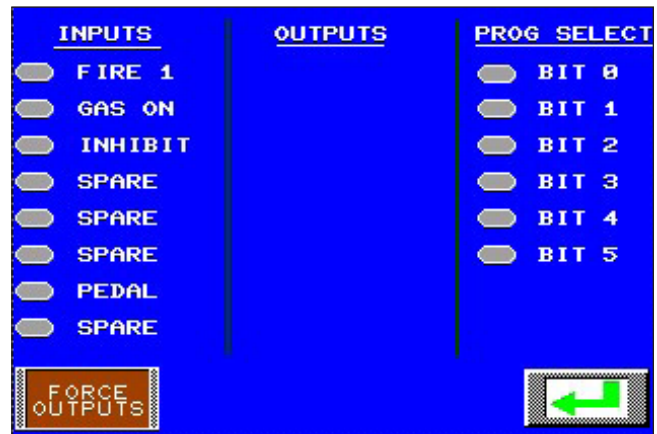 INPUTS
FIRE 1
GAS ON
INHIBIT
SPARE
SPARE
SPARE
PEDAL
SPARE
OUTPUTS
PROG SELECT
BIT 0
BIT 1
BIT 2
BIT 3
BIT 4
BIT 5
FORCE
OUTPUTS